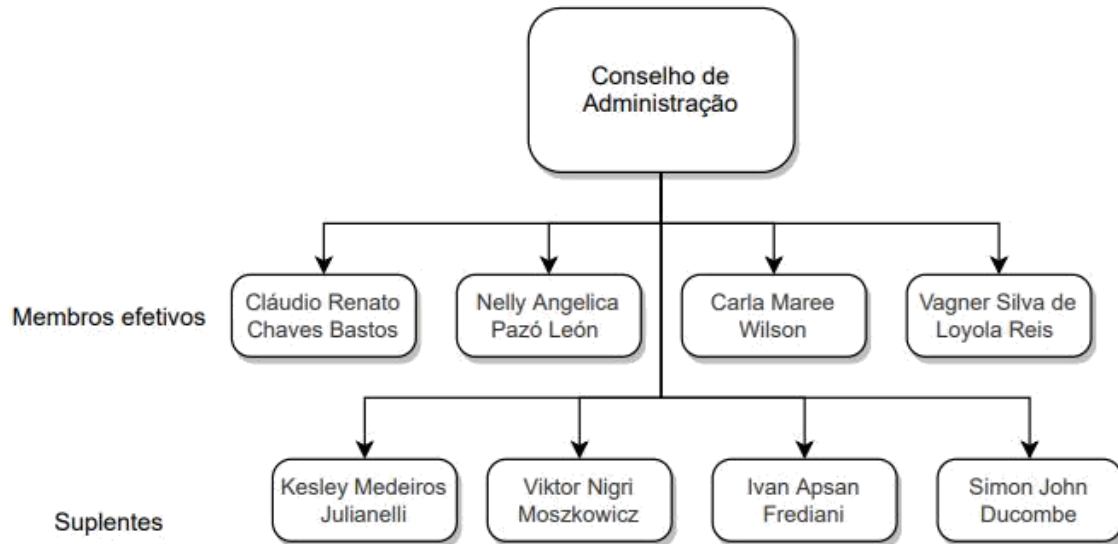 Conselho de
Administração
Membros efetivos
Cláudio Renato
Chaves Bastos
Nelly Angelica
Pazó León
Carla Maree
Wilson
Vagner Silva de
Loyola Reis
Suplentes
Kesley Medeiros
Julianelli
Viktor Nigri
Moszkowicz
Ivan Apsan
Frediani
Simon John
Ducombe